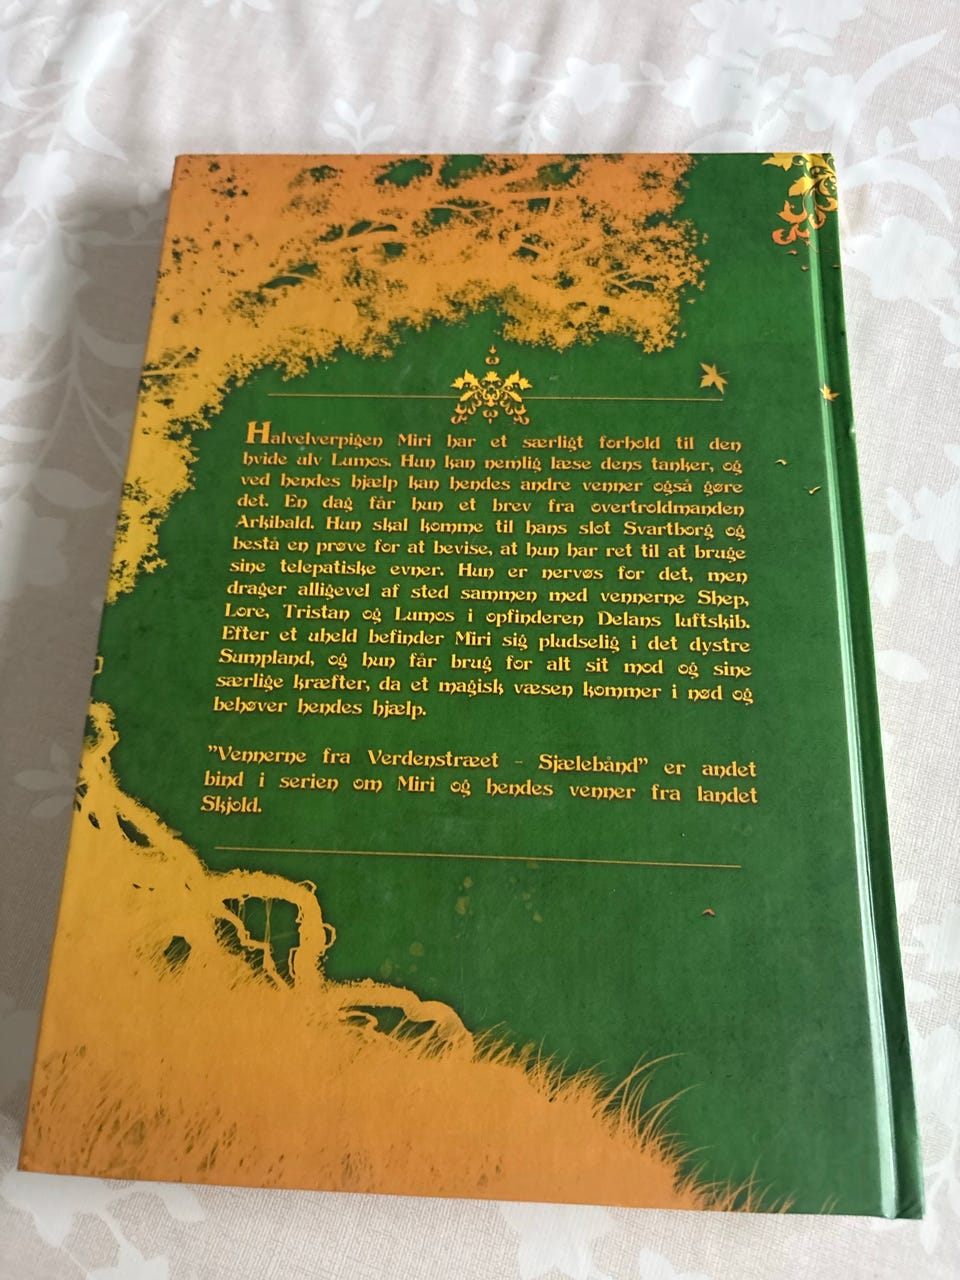 Halvelverpigen Miri har et særligt forhold til den
hvide ulv Lumos. Hun kan nemlig læse dens tanker, og
ved hendes hjælp kan hendes andre venner også gøre
det. En dag får hun et brev fra overtroldmanden
Arkibald. Hun skal komme til hans slot Svartborg og
bestå en prøve for at bevise, at hun har ret til at bruge
sine telepatiske evner. Hun er nervøs for det, men
drager alligevel af sted sammen med vennerne Shep,
Lore, Tristan og Lumos i opfinderen Delans luftskib.
Efter et uheld befinder Miri sig pludselig i det dystre
Sumpland, og hun får brug for alt sit mod og sine
særlige kræfter, da et magisk væsen kommer i nød og
behøver hendes hjælp.
"Vennerne fra Verdenstræet - Sjælebånd" er andet
bind i serien om Miri og hendes venner fra landet
Skjold.